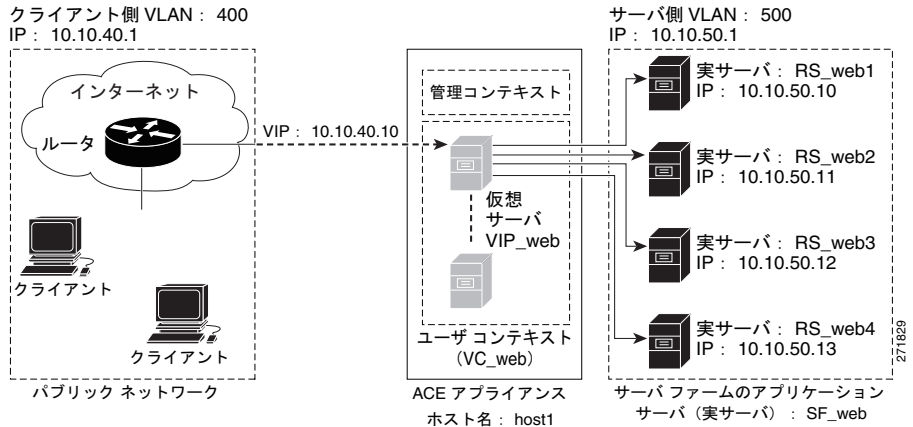 クライアント側 VLAN： 400
IP： 10.10.40.1
インターネット
ルータ
クライアント
クライアント
パブリック ネットワーク
VIP： 10.10.40.10
管理コンテキスト
仮想
サーバ
VIP_web
ユーザ コンテキスト
（VC_web）
ACE アプライアンス
ホスト名： host1
サーバ側 VLAN： 500
IP： 10.10.50.1
実サーバ： RS_web1
IP： 10.10.50.10
実サーバ： RS_web2
IP： 10.10.50.11
実サーバ： RS_web3
IP： 10.10.50.12
実サーバ： RS_web4
IP： 10.10.50.13
サーバ ファームのアプリケーション
サーバ（実サーバ）： SF_web
271829